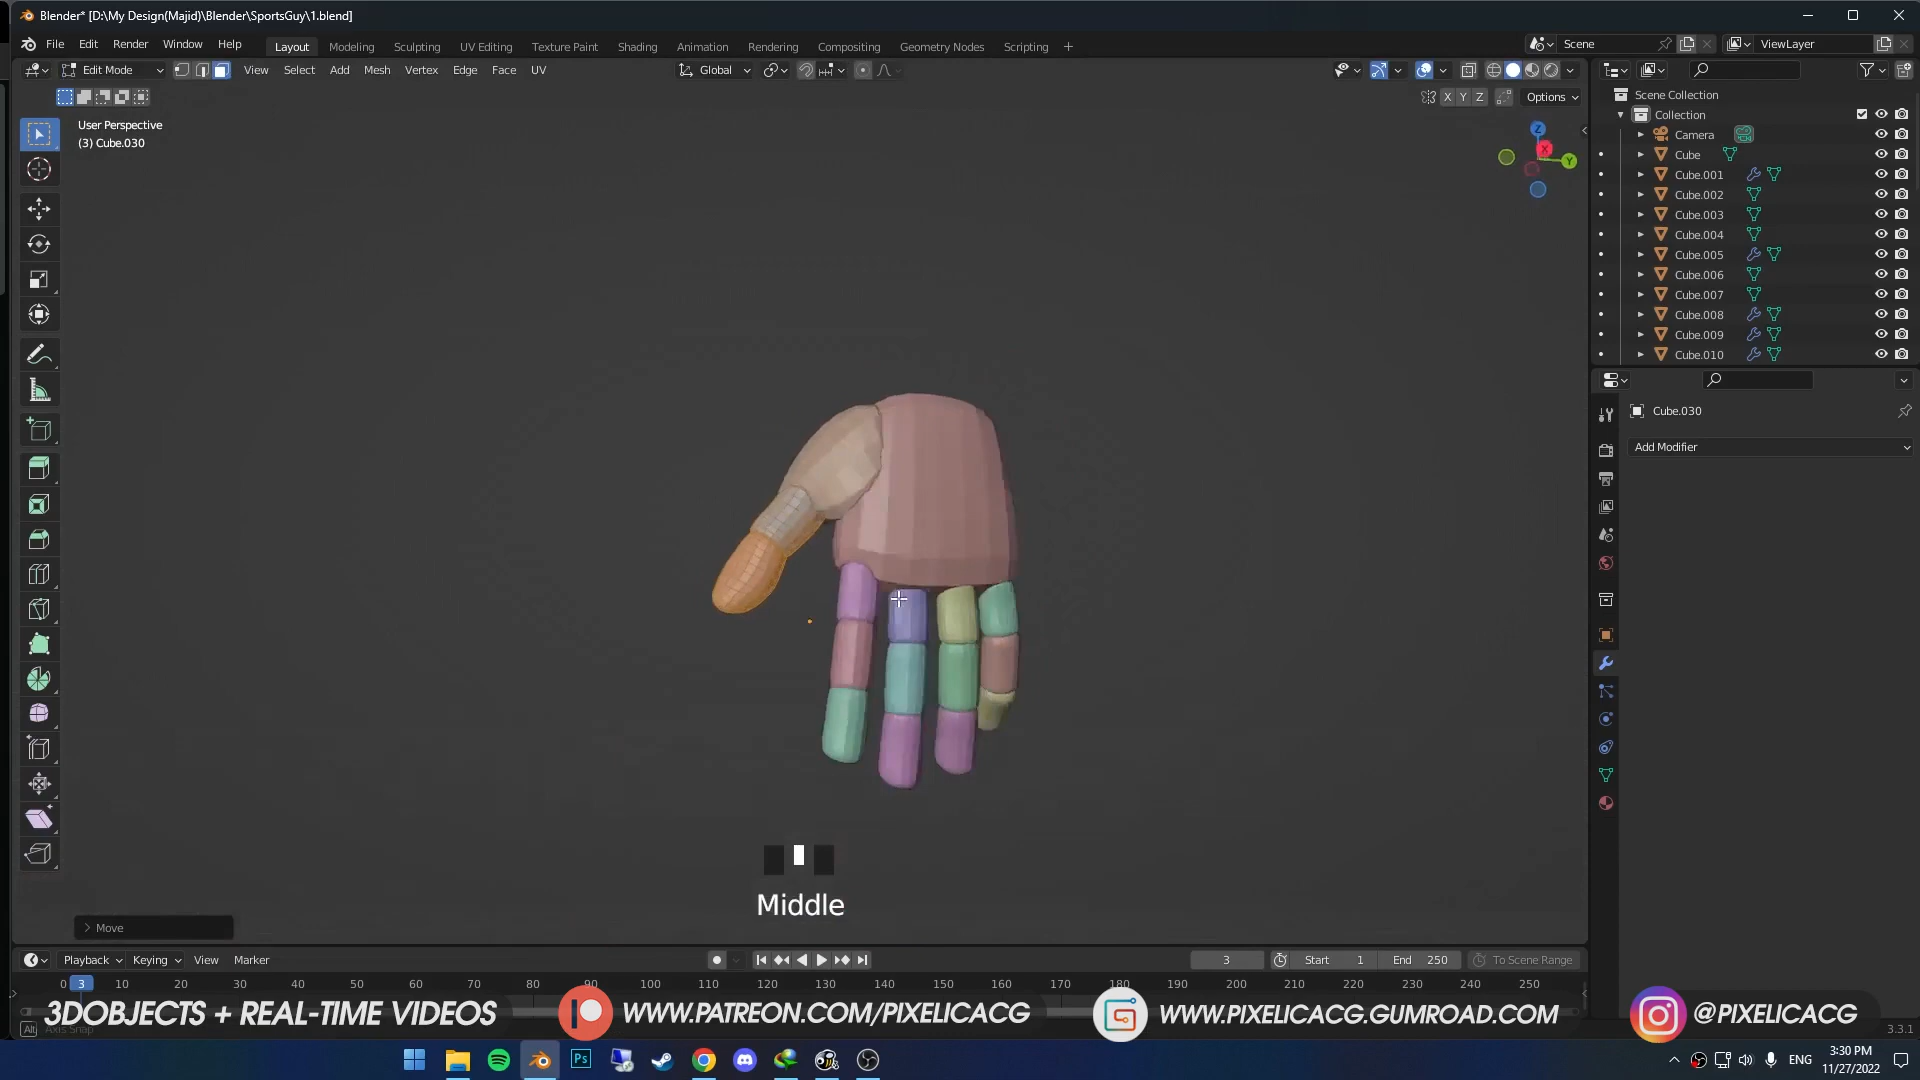 Blender* [D:\My Design(Majid)\Blender\SportsGuy\1.blend]
File Edit Render Window Help Layout Modeling Sculpting UV Editing Texture Paint Shading Animation Rendering Compositing Geometry Nodes Scripting + Scene ViewLayer
Edit Mode View Select Add Mesh Vertex Edge Face UV Global
X Y Z Options
User Perspective
(3) Cube.030
Z X Y
Scene Collection
Collection
Camera
Cube
Cube.001
Cube.002
Cube.003
Cube.004
Cube.005
Cube.006
Cube.007
Cube.008
Cube.009
Cube.010
Cube.030
Add Modifier
Middle
Move
Playback Keying View Marker 3 Start 1 End 250 To Scene Range
0 3 10 20 30 40 50 60 70 80 90 100 110 120 130 140 150 160 170 180 190 200 210 220 230 240 250
3DOBJECTS + REAL-TIME VIDEOS WWW.PATREON.COM/PIXELICACG WWW.PIXELICACG.GUMROAD.COM @PIXELICACG
Alt Axis Snap 3.3.1
Ps ENG 3:30 PM
11/27/2022